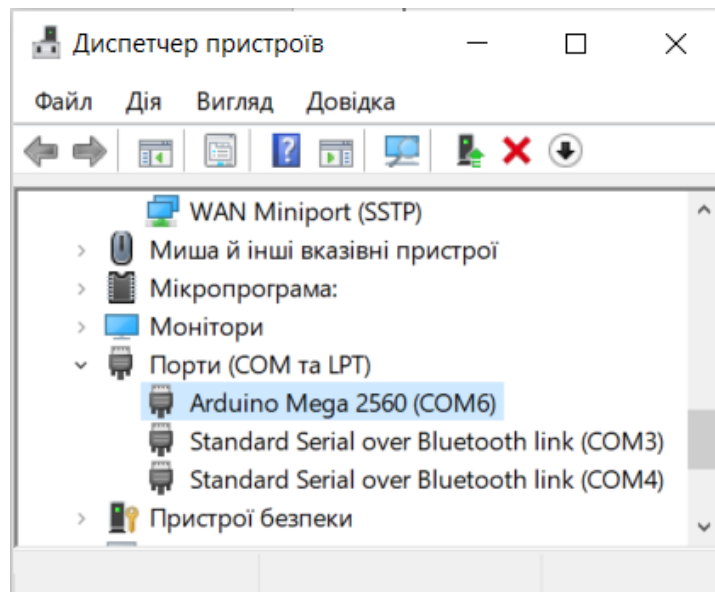 Диспетчер пристроїв
Файл Дія Вигляд Довідка
WAN Miniport (SSTP)
Миша й інші вказівні пристрої
Мікропрограма:
Монітори
Порти (COM та LPT)
Arduino Mega 2560 (COM6)
Standard Serial over Bluetooth link (COM3)
Standard Serial over Bluetooth link (COM4)
Пристрої безпеки